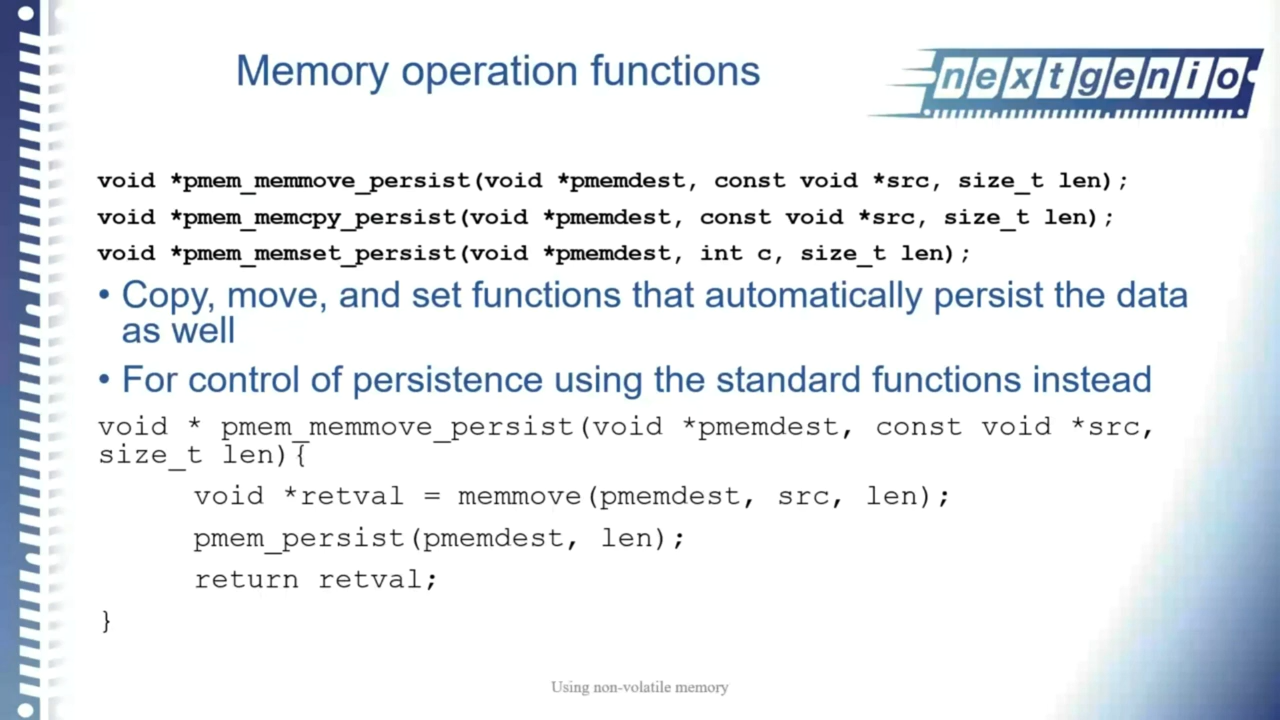 Memory operation functions
nextgenio
void *pmem_memmove_persist(void *pmemdest, const void *src, size_t len);
void *pmem_memcpy_persist(void *pmemdest, const void *src, size_t len);
void *pmem_memset_persist(void *pmemdest, int c, size_t len);
• Copy, move, and set functions that automatically persist the data
as well
• For control of persistence using the standard functions instead
void * pmem_memmove_persist(void *pmemdest, const void *src,
size_t len){
void *retval = memmove(pmemdest, src, len);
pmem_persist(pmemdest, len);
return retval;
}
Using non-volatile memory